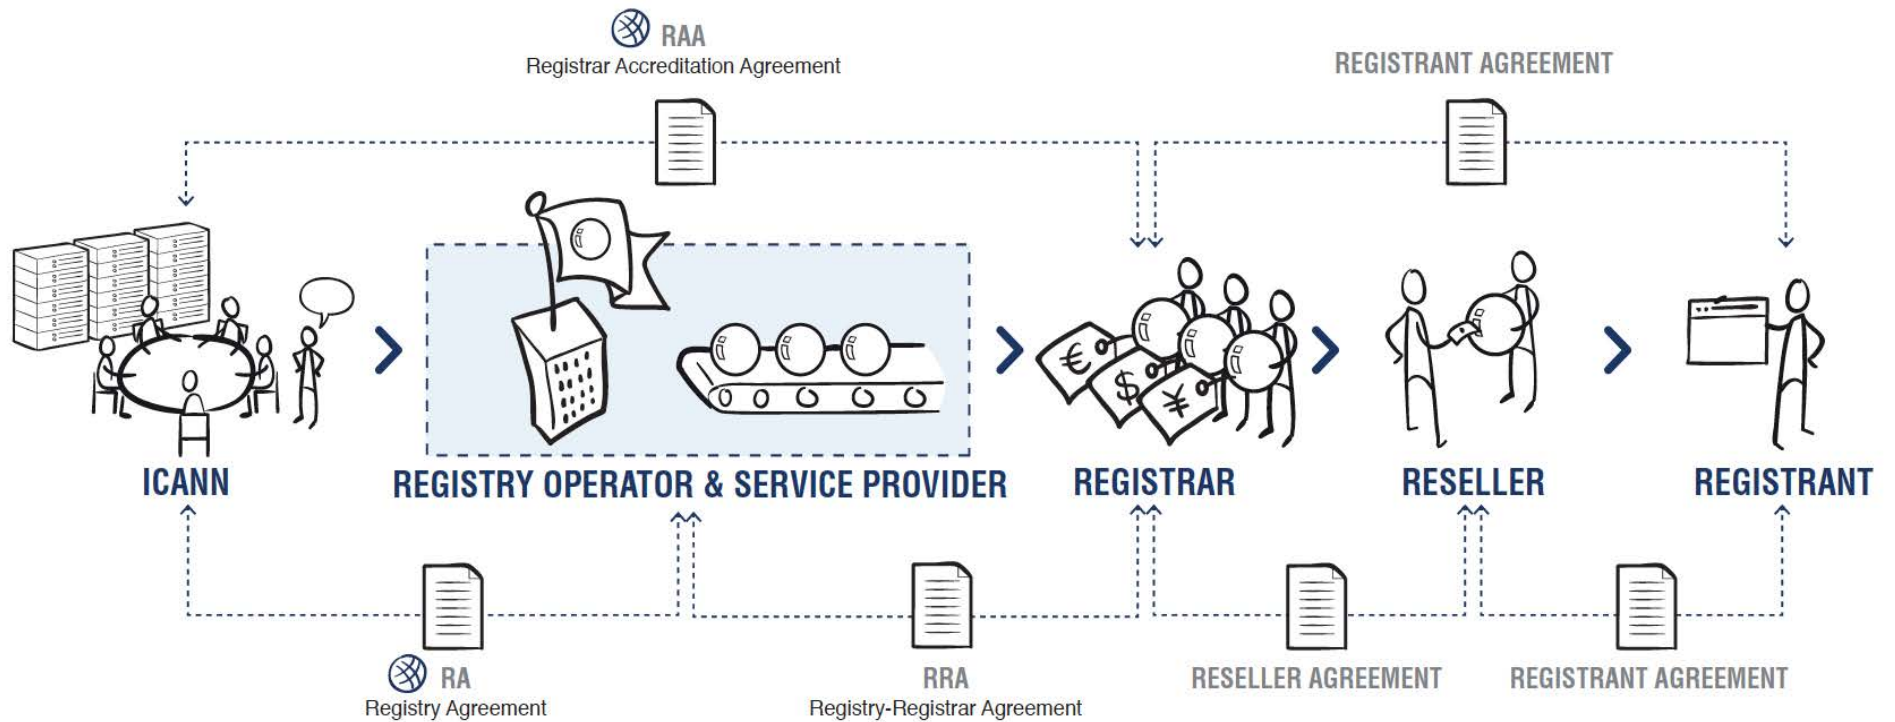 RAA
Registrar Accreditation Agreement
REGISTRANT AGREEMENT
€
$
¥
ICANN
REGISTRY OPERATOR & SERVICE PROVIDER
REGISTRAR
RESELLER
REGISTRANT
RA
Registry Agreement
RRA
Registry-Registrar Agreement
RESELLER AGREEMENT
REGISTRANT AGREEMENT